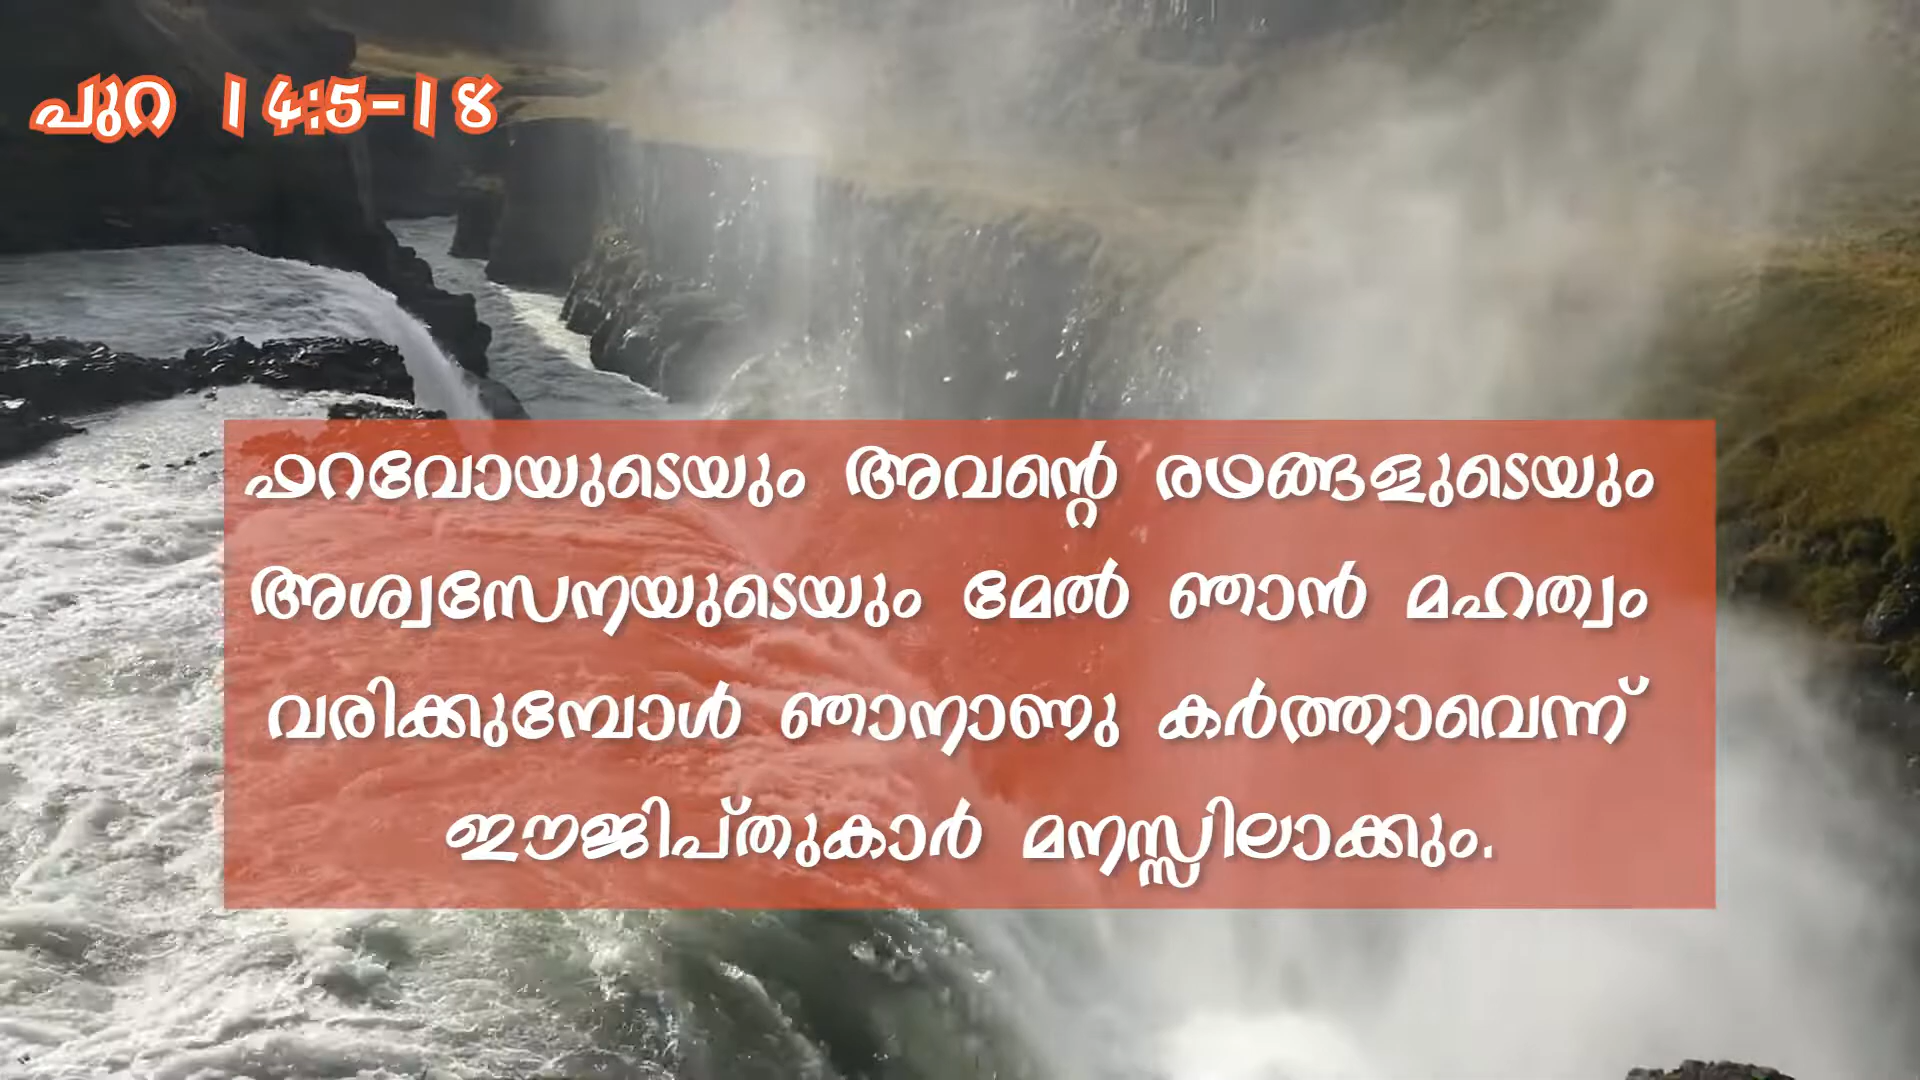 പുറ 14:5-18
ഫറവോയുടെയും അവന്റെ രഥങ്ങളുടെയും
അശ്വസേനയുടെയും മേൽ ഞാൻ മഹത്വം
വരിക്കുമ്പോൾ ഞാനാണു കർത്താവെന്ന്
ഈജിപ്തുകാർ മനസ്സിലാക്കും.